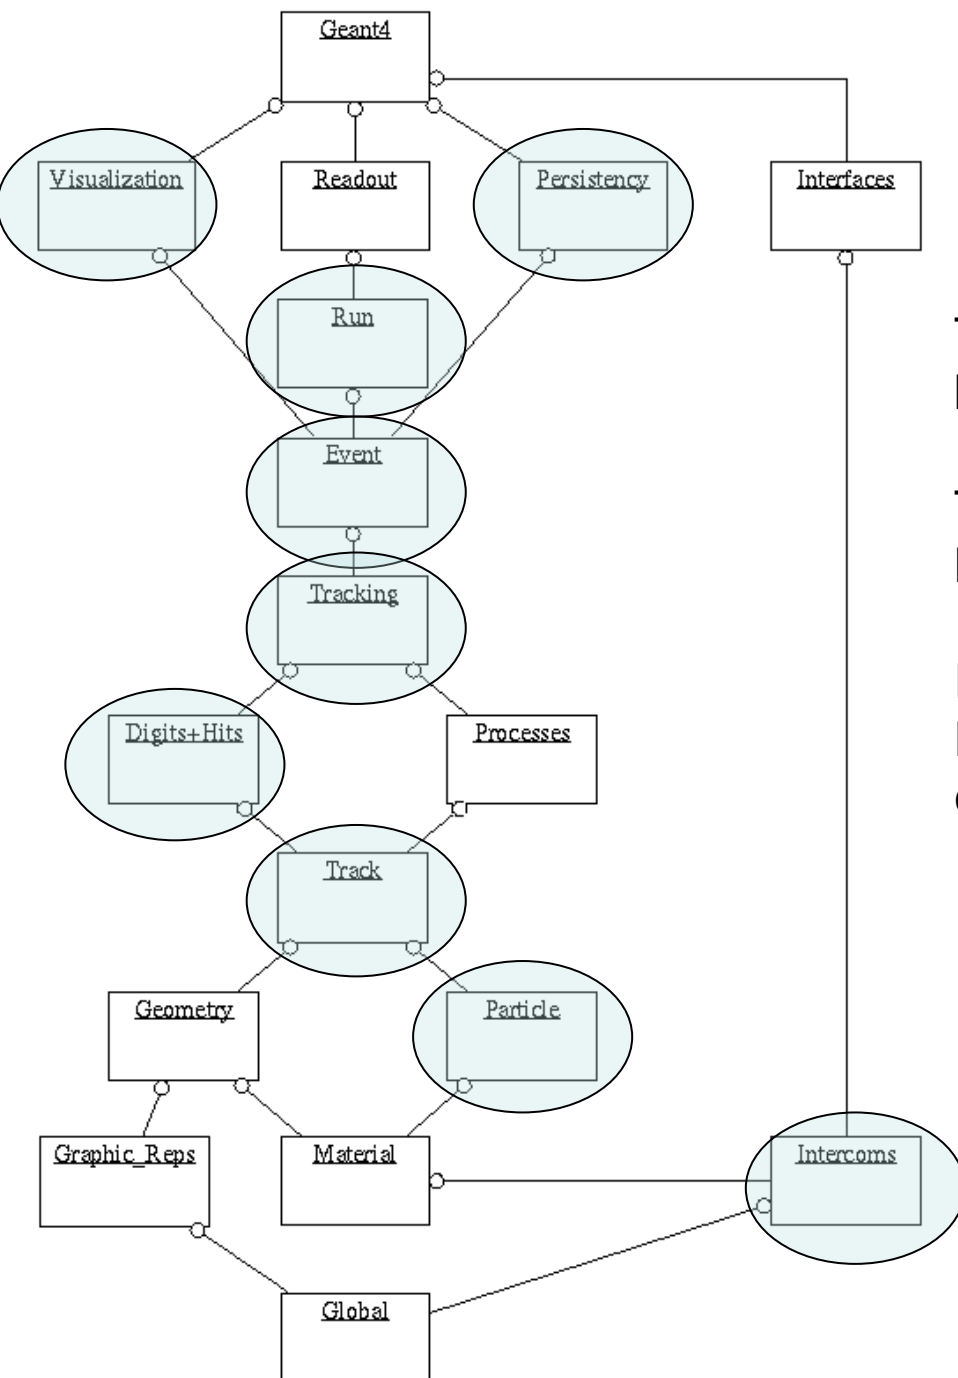 Geant4
Visualization
Readout
Persistency
Interfaces
Run
Event
Tracking
Digits+Hits
Processes
Track
Geometry
Particle
Graphic_Reps
Material
Intercoms
Global